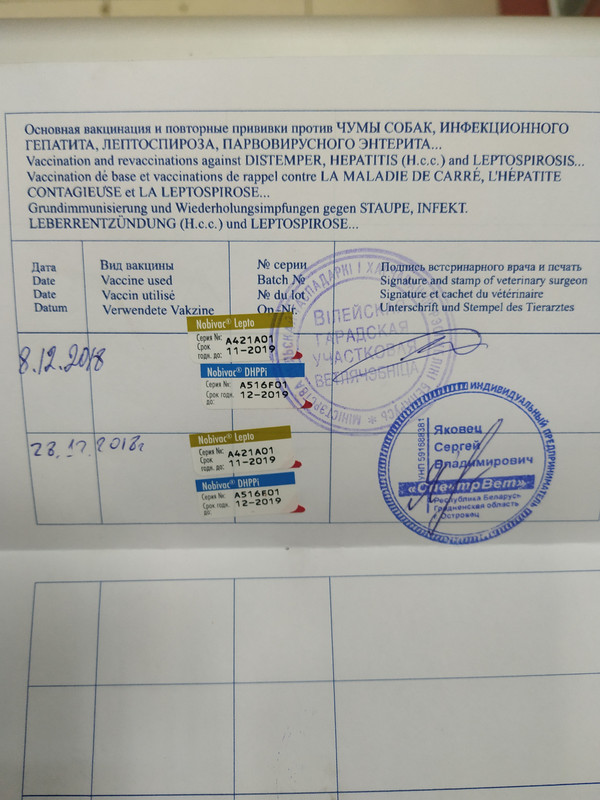 Основная вакцинация и повторные прививки против ЧУМЫ СОБАК, ИНФЕКЦИОННОГО
ГЕПАТИТА, ЛЕПТОСПИРОЗА, ПАРВОВИРУСНОГО ЭНТЕРИТА...
Vaccination and revaccinations against DISTEMPER, HEPATITIS (H.c.c.) and LEPTOSPIROSIS...
Vaccination dé base et vaccinations de rappel contre LA MALADIE DE CARRÉ, L'HÉPATITE
CONTAGIEUSE et LA LEPTOSPIROSE...
Grundimmunisierung und Wiederholungsimpfungen gegen STAUPE, INFEKT.
LEBERRENTZÜNDUNG (H.c.c.) und LEPTOSPIROSE...
Дата
Date
Date
Datum
Вид вакцины
Vaccine used
Vaccin utilisé
Verwendete Vakzine
№ серии
Batch №
№ du lot
On-Nr.
Подпись ветеринарного врача и печать
Signature and stamp of veterinary surgeon
Signature et cachet du vétérinaire
Unterschrift und Stempel des Tierarztes
8.12.2018
Nobivac® Lepto
Серия №: A421A01
Срок
годн. до: 11-2019
Nobivac® DHPPi
Серия №: A516F01
Срок годн. 12-2019
до:
ВІЛЕЙСКАЯ
ГАРАДСКАЯ
УЧАСТКОВАЯ
ВЕТЛЯЧЭБНІЦА
28.12.2018г
Nobivac® Lepto
Серия №: A421A01
Срок
годн. до: 11-2019
Nobivac® DHPPi
Серия №: A516F01
Срок годн. 12-2019
до:
ИНДИВИДУАЛЬНЫЙ ПРЕДПРИНИМАТЕЛЬ
УНП 591688381
Яковец
Сергей
Владимирович
«СпектрВет»
Республика Беларусь
Гродненская область
г. Островец